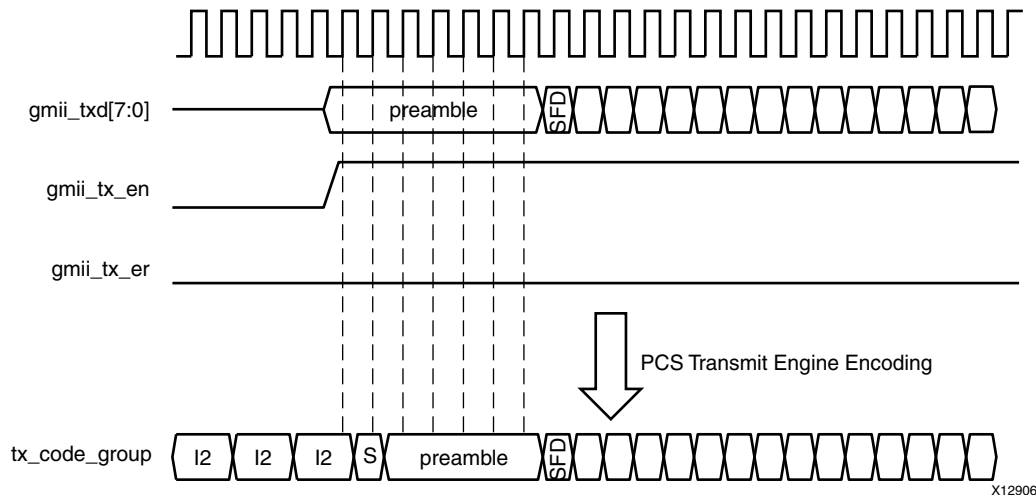 gmii_txd[7:0]
preamble
SFD
gmii_tx_en
gmii_tx_er
PCS Transmit Engine Encoding
tx_code_group
I2
I2
I2
S
preamble
SFD
X12906